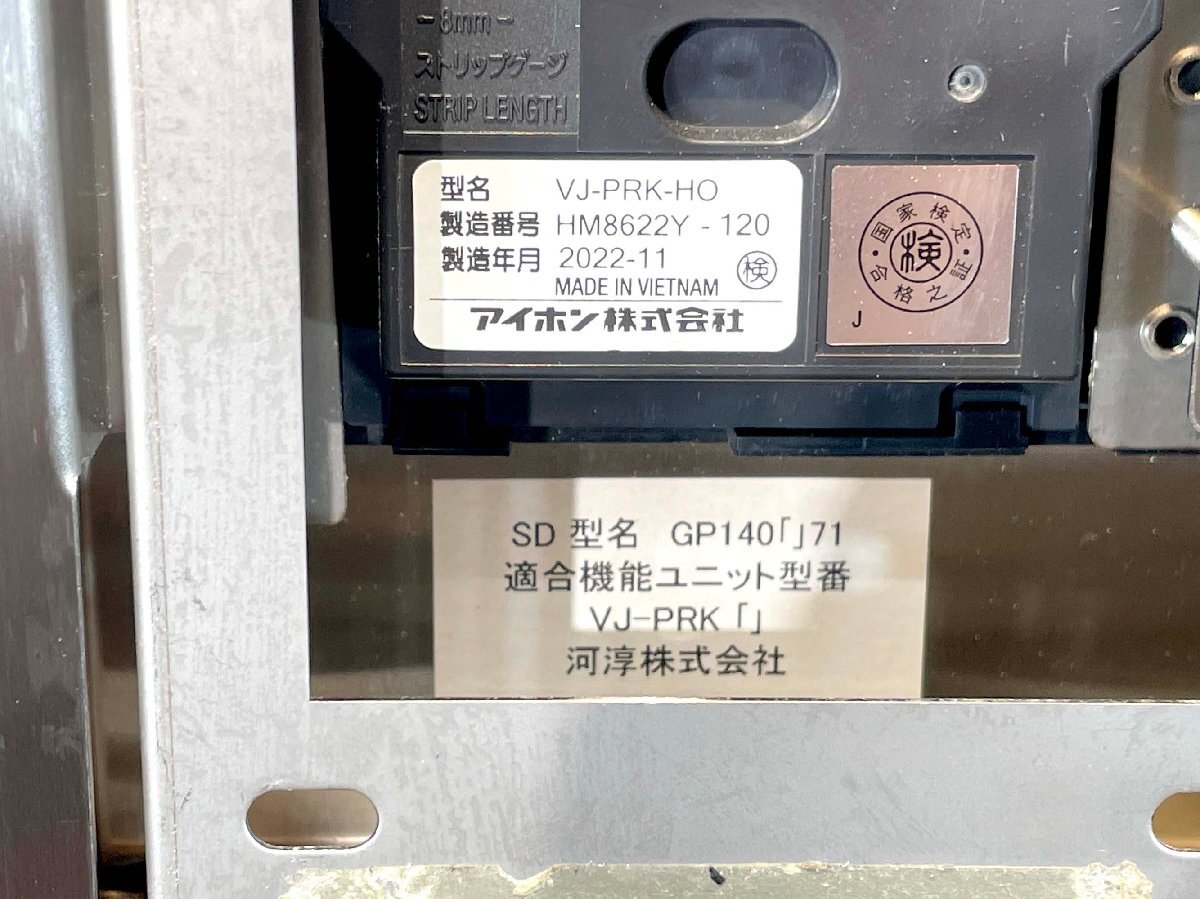 - 8mm -
ストリップゲージ
STRIP LENGTH
型名 VJ-PRK-HO
製造番号 HM8622Y - 120
製造年月 2022-11
検
MADE IN VIETNAM
アイホン株式会社
国家検定
検
合格之証
J
SD 型名 GP140「」71
適合機能ユニット型番
VJ-PRK「」
河淳株式会社